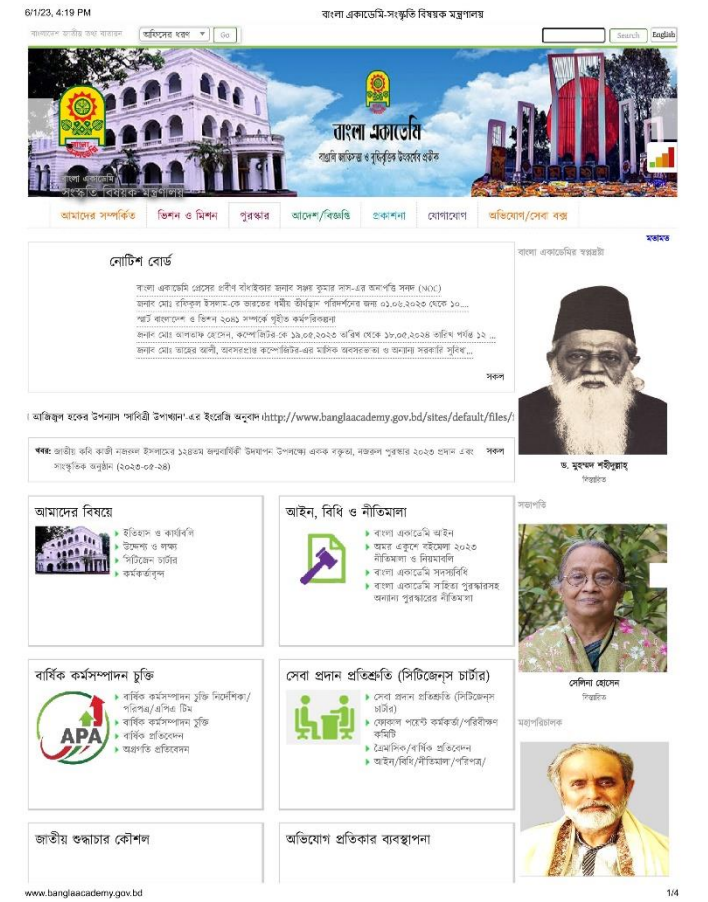 6/1/23, 4:19 PM
বাংলা একাডেমি-সংস্কৃতি বিষয়ক মন্ত্রণালয়
বাংলাদেশ জাতীয় তথ্য বাতায়ন
অফিসের ধরণ
Go
Search
English
বাংলা একাডেমি
বাঙালি জাতিসত্তা ও বুদ্ধিবৃত্তিক উৎকর্ষের প্রতীক
বাংলা একাডেমি
সংস্কৃতি বিষয়ক মন্ত্রণালয়
আমাদের সম্পর্কিত
ভিশন ও মিশন
পুরস্কার
আদেশ/বিজ্ঞপ্তি
প্রকাশনা
যোগাযোগ
অভিযোগ/সেবা বক্স
মতামত
নোটিশ বোর্ড
বাংলা একাডেমি প্রেসের প্রবীণ বাঁধাইকার জনাব সঞ্জয় কুমার দাস-এর অনাপত্তি সনদ (NOC)
জনাব মোঃ রফিকুল ইসলাম-কে ভারতের ধর্মীয় তীর্থস্থান পরিদর্শনের জন্য ০১.০৬.২০২৩ থেকে ১০....
স্মার্ট বাংলাদেশ ও ভিশন ২০৪১ সম্পর্কে গৃহীত কর্মপরিকল্পনা
জনাব মোঃ আলতাফ হোসেন, কম্পোজিটর-কে ১৯.০৫.২০২৩ তারিখ থেকে ১৮.০৫.২০২৪ তারিখ পর্যন্ত ১২ ...
জনাব মোঃ তাহের আলী, অবসরপ্রাপ্ত কম্পোজিটর-এর মাসিক অবসরভাতা ও অন্যান্য সরকারি সুবিধা...
সকল
। আজিজুল হকের উপন্যাস 'সাবিত্রী উপাখ্যান'-এর ইংরেজি অনুবাদ (http://www.banglaacademy.gov.bd/sites/default/files/
খবর: জাতীয় কবি কাজী নজরুল ইসলামের ১২৪তম জন্মবার্ষিকী উদযাপন উপলক্ষ্যে একক বক্তৃতা, নজরুল পুরস্কার ২০২৩ প্রদান এবং
সাংস্কৃতিক অনুষ্ঠান (২০২৩-০৫-২৪)
সকল
আমাদের বিষয়ে
ইতিহাস ও কার্যাবলি
উদ্দেশ্য ও লক্ষ্য
সিটিজেন চার্টার
কর্মকর্তাবৃন্দ
আইন, বিধি ও নীতিমালা
বাংলা একাডেমি আইন
অমর একুশে বইমেলা ২০২৩
নীতিমালা ও নিয়মাবলি
বাংলা একাডেমি সদস্যবিধি
বাংলা একাডেমি সাহিত্য পুরস্কারসহ
অন্যান্য পুরস্কারের নীতিমালা
বার্ষিক কর্মসম্পাদন চুক্তি
APA
বার্ষিক কর্মসম্পাদন চুক্তি নির্দেশিকা/
পরিপত্র/এপিএ টিম
বার্ষিক কর্মসম্পাদন চুক্তি
বার্ষিক প্রতিবেদন
অগ্রগতি প্রতিবেদন
সেবা প্রদান প্রতিশ্রুতি (সিটিজেন্‌স চার্টার)
সেবা প্রদান প্রতিশ্রুতি (সিটিজেন্‌স
চার্টার)
ফোকাল পয়েন্ট কর্মকর্তা/পরিবীক্ষণ
কমিটি
ত্রৈমাসিক/বার্ষিক প্রতিবেদন
আইন/বিধি/নীতিমালা/পরিপত্র/
জাতীয় শুদ্ধাচার কৌশল
অভিযোগ প্রতিকার ব্যবস্থাপনা
বাংলা একাডেমির স্বপ্নদ্রষ্টা
ড. মুহম্মদ শহীদুল্লাহ্
বিস্তারিত
সভাপতি
সেলিনা হোসেন
বিস্তারিত
মহাপরিচালক
www.banglaacademy.gov.bd
1/4